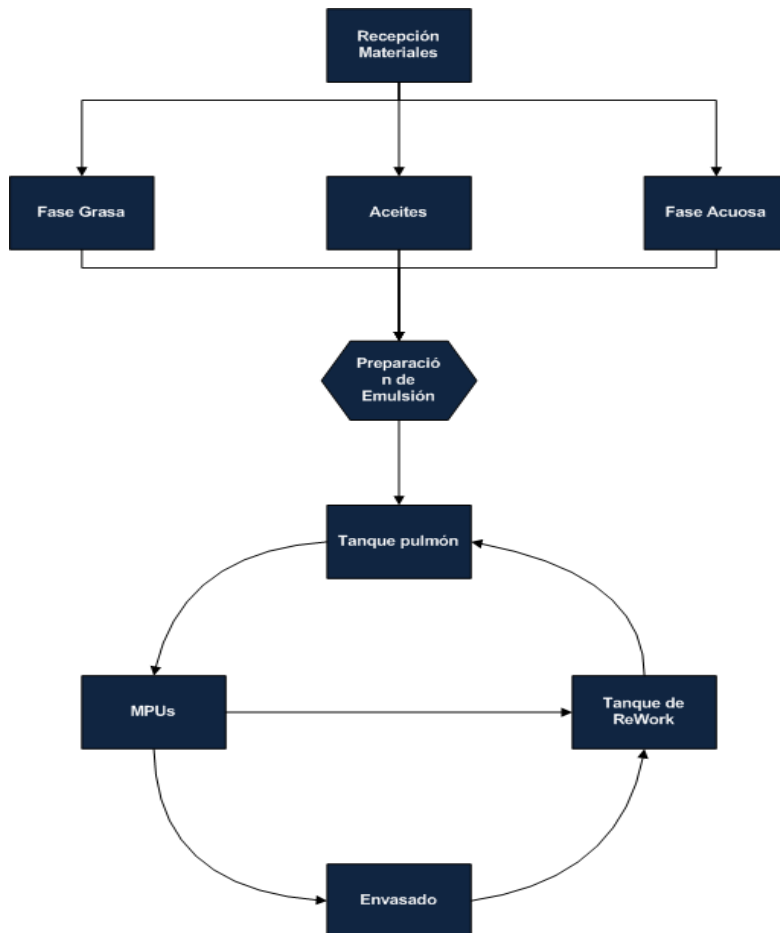 Recepción
Materiales
Fase Grasa
Aceites
Fase Acuosa
Preparació
n de
Emulsión
Tanque pulmón
MPUs
Tanque de
ReWork
Envasado